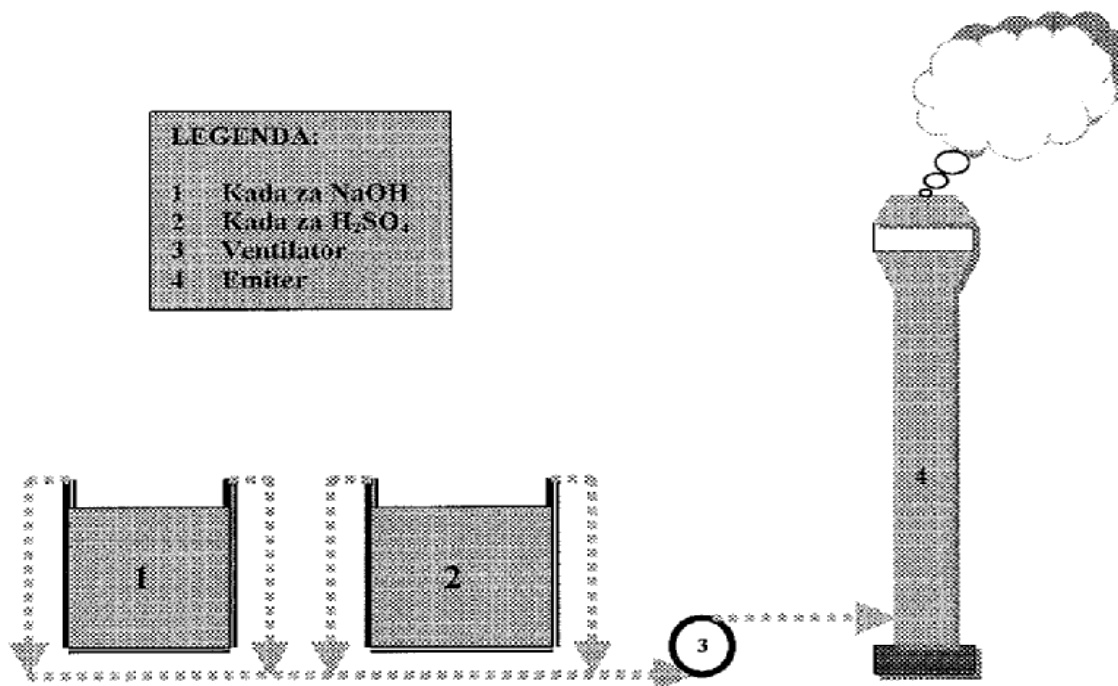 LEGENDA:
1 Kada za NaOH
2 Kada za H₂SO₄
3 Ventilator
4 Emiter
4
1
2
3